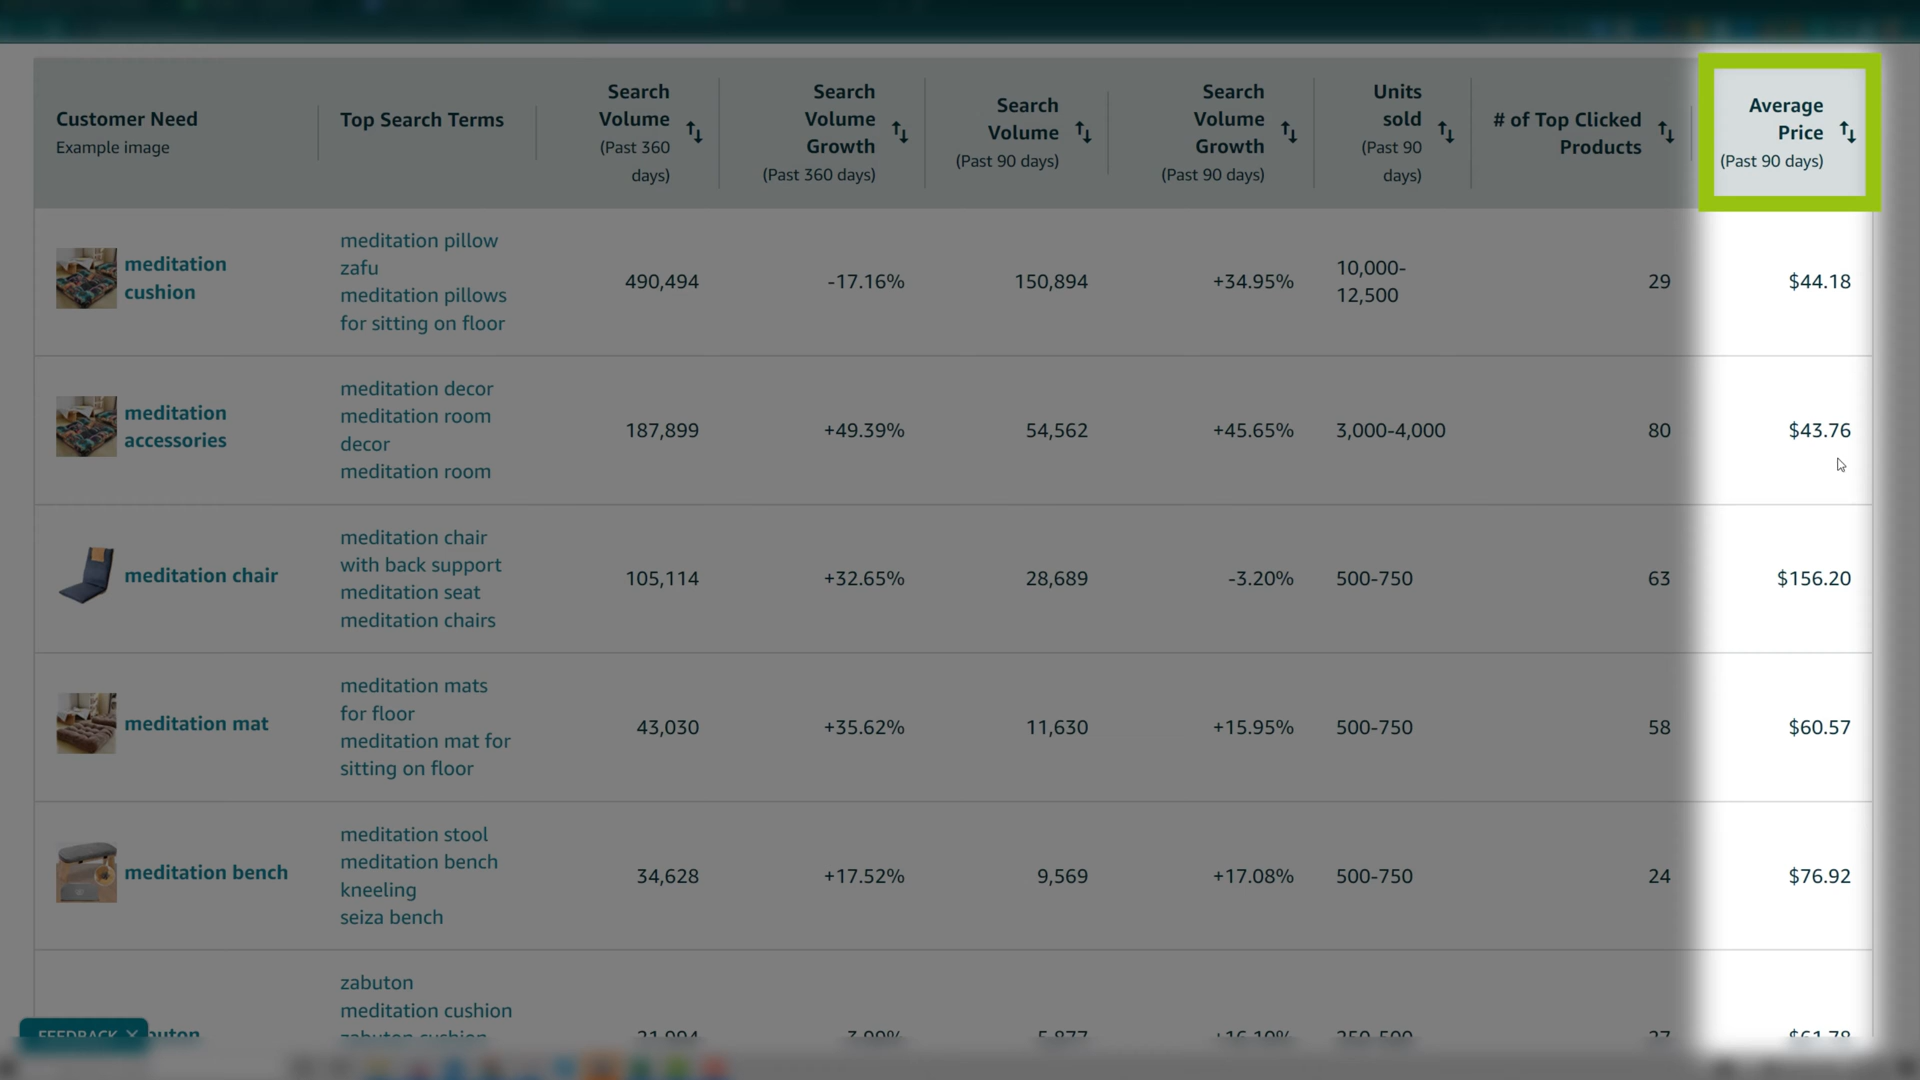 Customer Need
Example image
Top Search Terms
Search
Volume
(Past 360
days)
Search
Volume
Growth
(Past 360 days)
Search
Volume
(Past 90 days)
Search
Volume
Growth
(Past 90 days)
Units
sold
(Past 90
days)
# of Top Clicked
Products
Average
Price
(Past 90 days)
meditation
cushion
meditation pillow
zafu
meditation pillows
for sitting on floor
490,494
-17.16%
150,894
+34.95%
10,000-
12,500
29
$44.18
meditation
accessories
meditation decor
meditation room
decor
meditation room
187,899
+49.39%
54,562
+45.65%
3,000-4,000
80
$43.76
meditation chair
meditation chair
with back support
meditation seat
meditation chairs
105,114
+32.65%
28,689
-3.20%
500-750
63
$156.20
meditation mat
meditation mats
for floor
meditation mat for
sitting on floor
43,030
+35.62%
11,630
+15.95%
500-750
58
$60.57
meditation bench
meditation stool
meditation bench
kneeling
seiza bench
34,628
+17.52%
9,569
+17.08%
500-750
24
$76.92
zabuton
meditation cushion
zabuton cushion
FEEDBACK